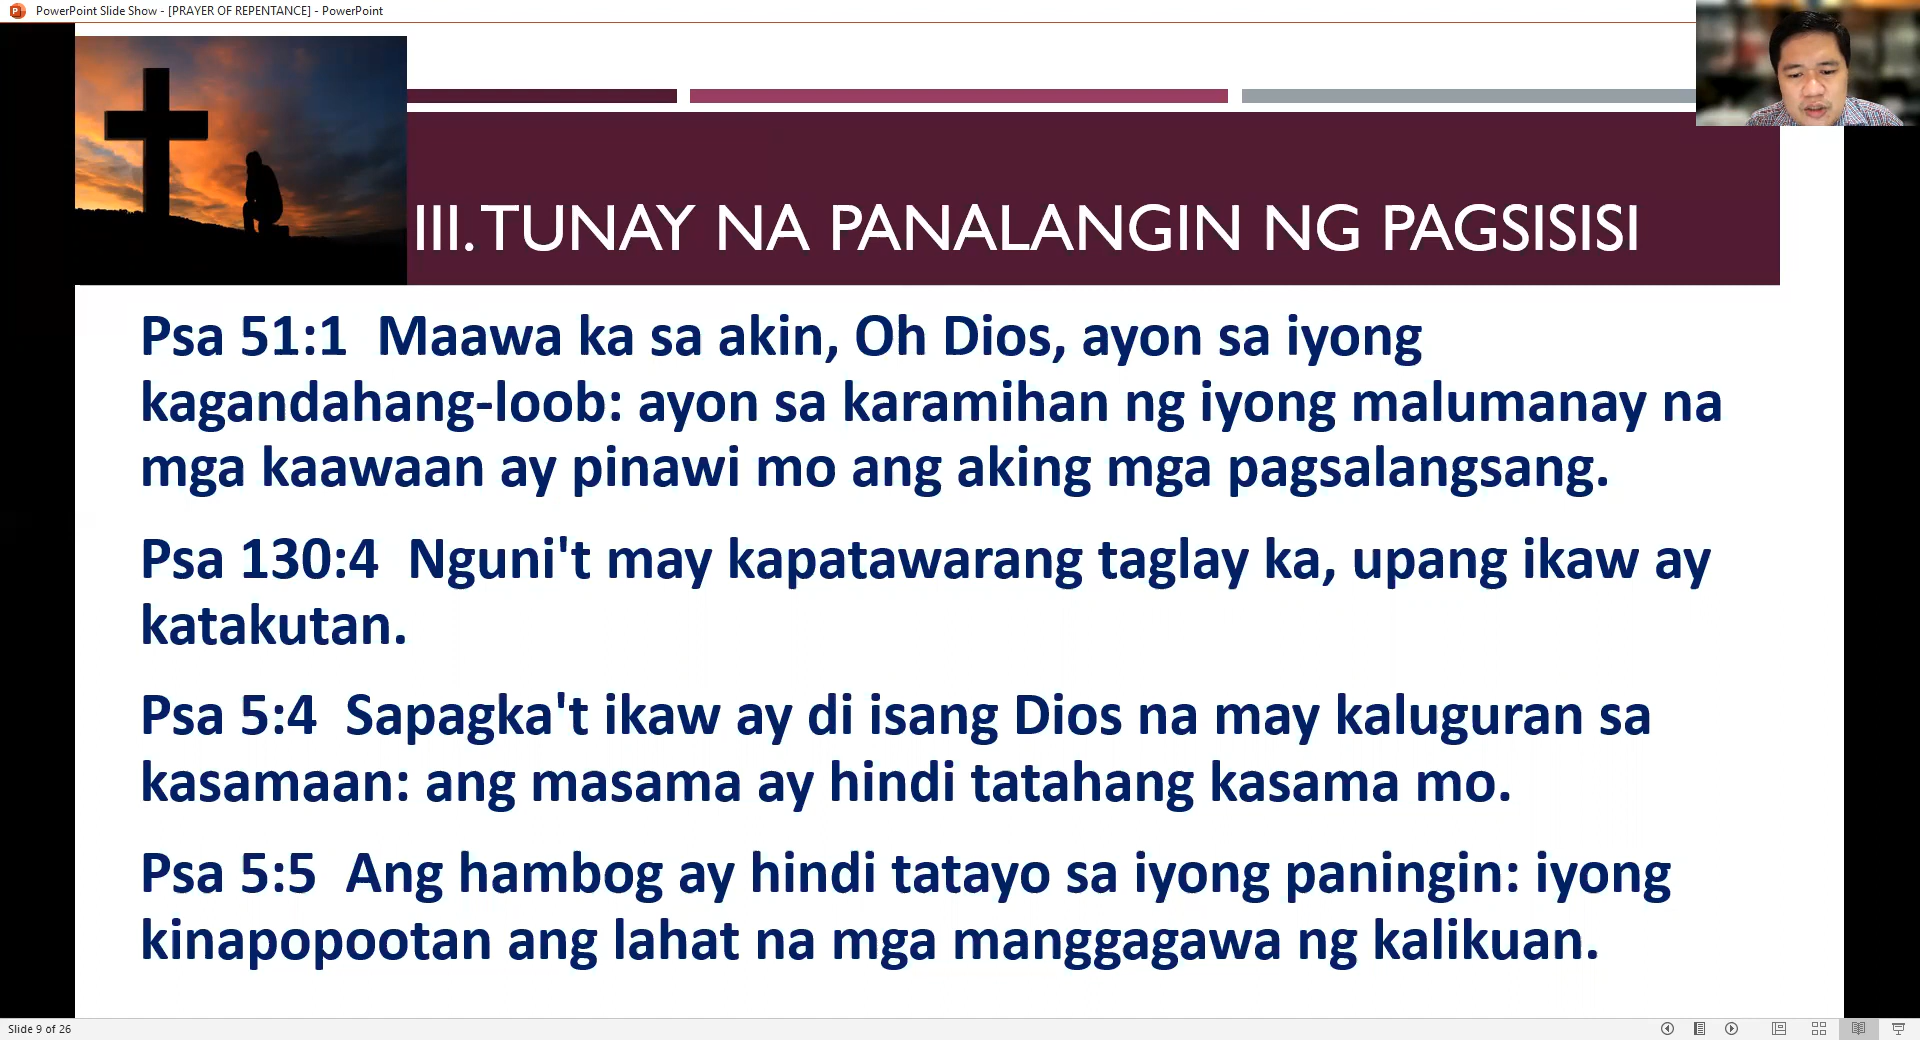 PowerPoint Slide Show - [PRAYER OF REPENTANCE] - PowerPoint
III. TUNAY NA PANALANGIN NG PAGSISISI
Psa 51:1  Maawa ka sa akin, Oh Dios, ayon sa iyong
kagandahang-loob: ayon sa karamihan ng iyong malumanay na
mga kaawaan ay pinawi mo ang aking mga pagsalangsang.
Psa 130:4  Nguni't may kapatawarang taglay ka, upang ikaw ay
katakutan.
Psa 5:4  Sapagka't ikaw ay di isang Dios na may kaluguran sa
kasamaan: ang masama ay hindi tatahang kasama mo.
Psa 5:5  Ang hambog ay hindi tatayo sa iyong paningin: iyong
kinapopootan ang lahat na mga manggagawa ng kalikuan.
Slide 9 of 26